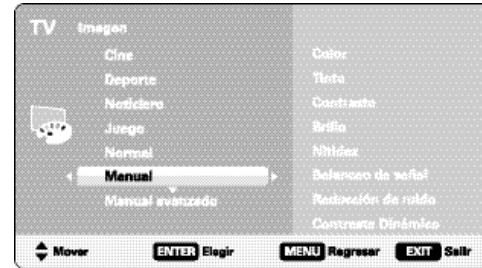 TV Imagen
Cine
Deporte
Noticiero
Juego
Normal
Manual
Manual avanzado
Color
Tinta
Contraste
Brillo
Nitidez
Balanceo de señal
Reducción de ruido
Contraste Dinámico
Mover ENTER Elegir MENU Regresar EXIT Salir